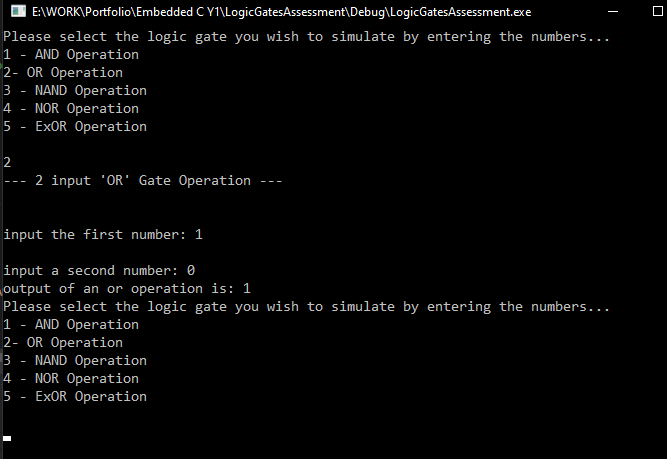 E:\WORK\Portfolio\Embedded C Y1\LogicGatesAssessment\Debug\LogicGatesAssessment.exe
Please select the logic gate you wish to simulate by entering the numbers...
1 - AND Operation
2- OR Operation
3 - NAND Operation
4 - NOR Operation
5 - ExOR Operation
2
--- 2 input 'OR' Gate Operation ---
input the first number: 1
input a second number: 0
output of an or operation is: 1
Please select the logic gate you wish to simulate by entering the numbers...
1 - AND Operation
2- OR Operation
3 - NAND Operation
4 - NOR Operation
5 - ExOR Operation